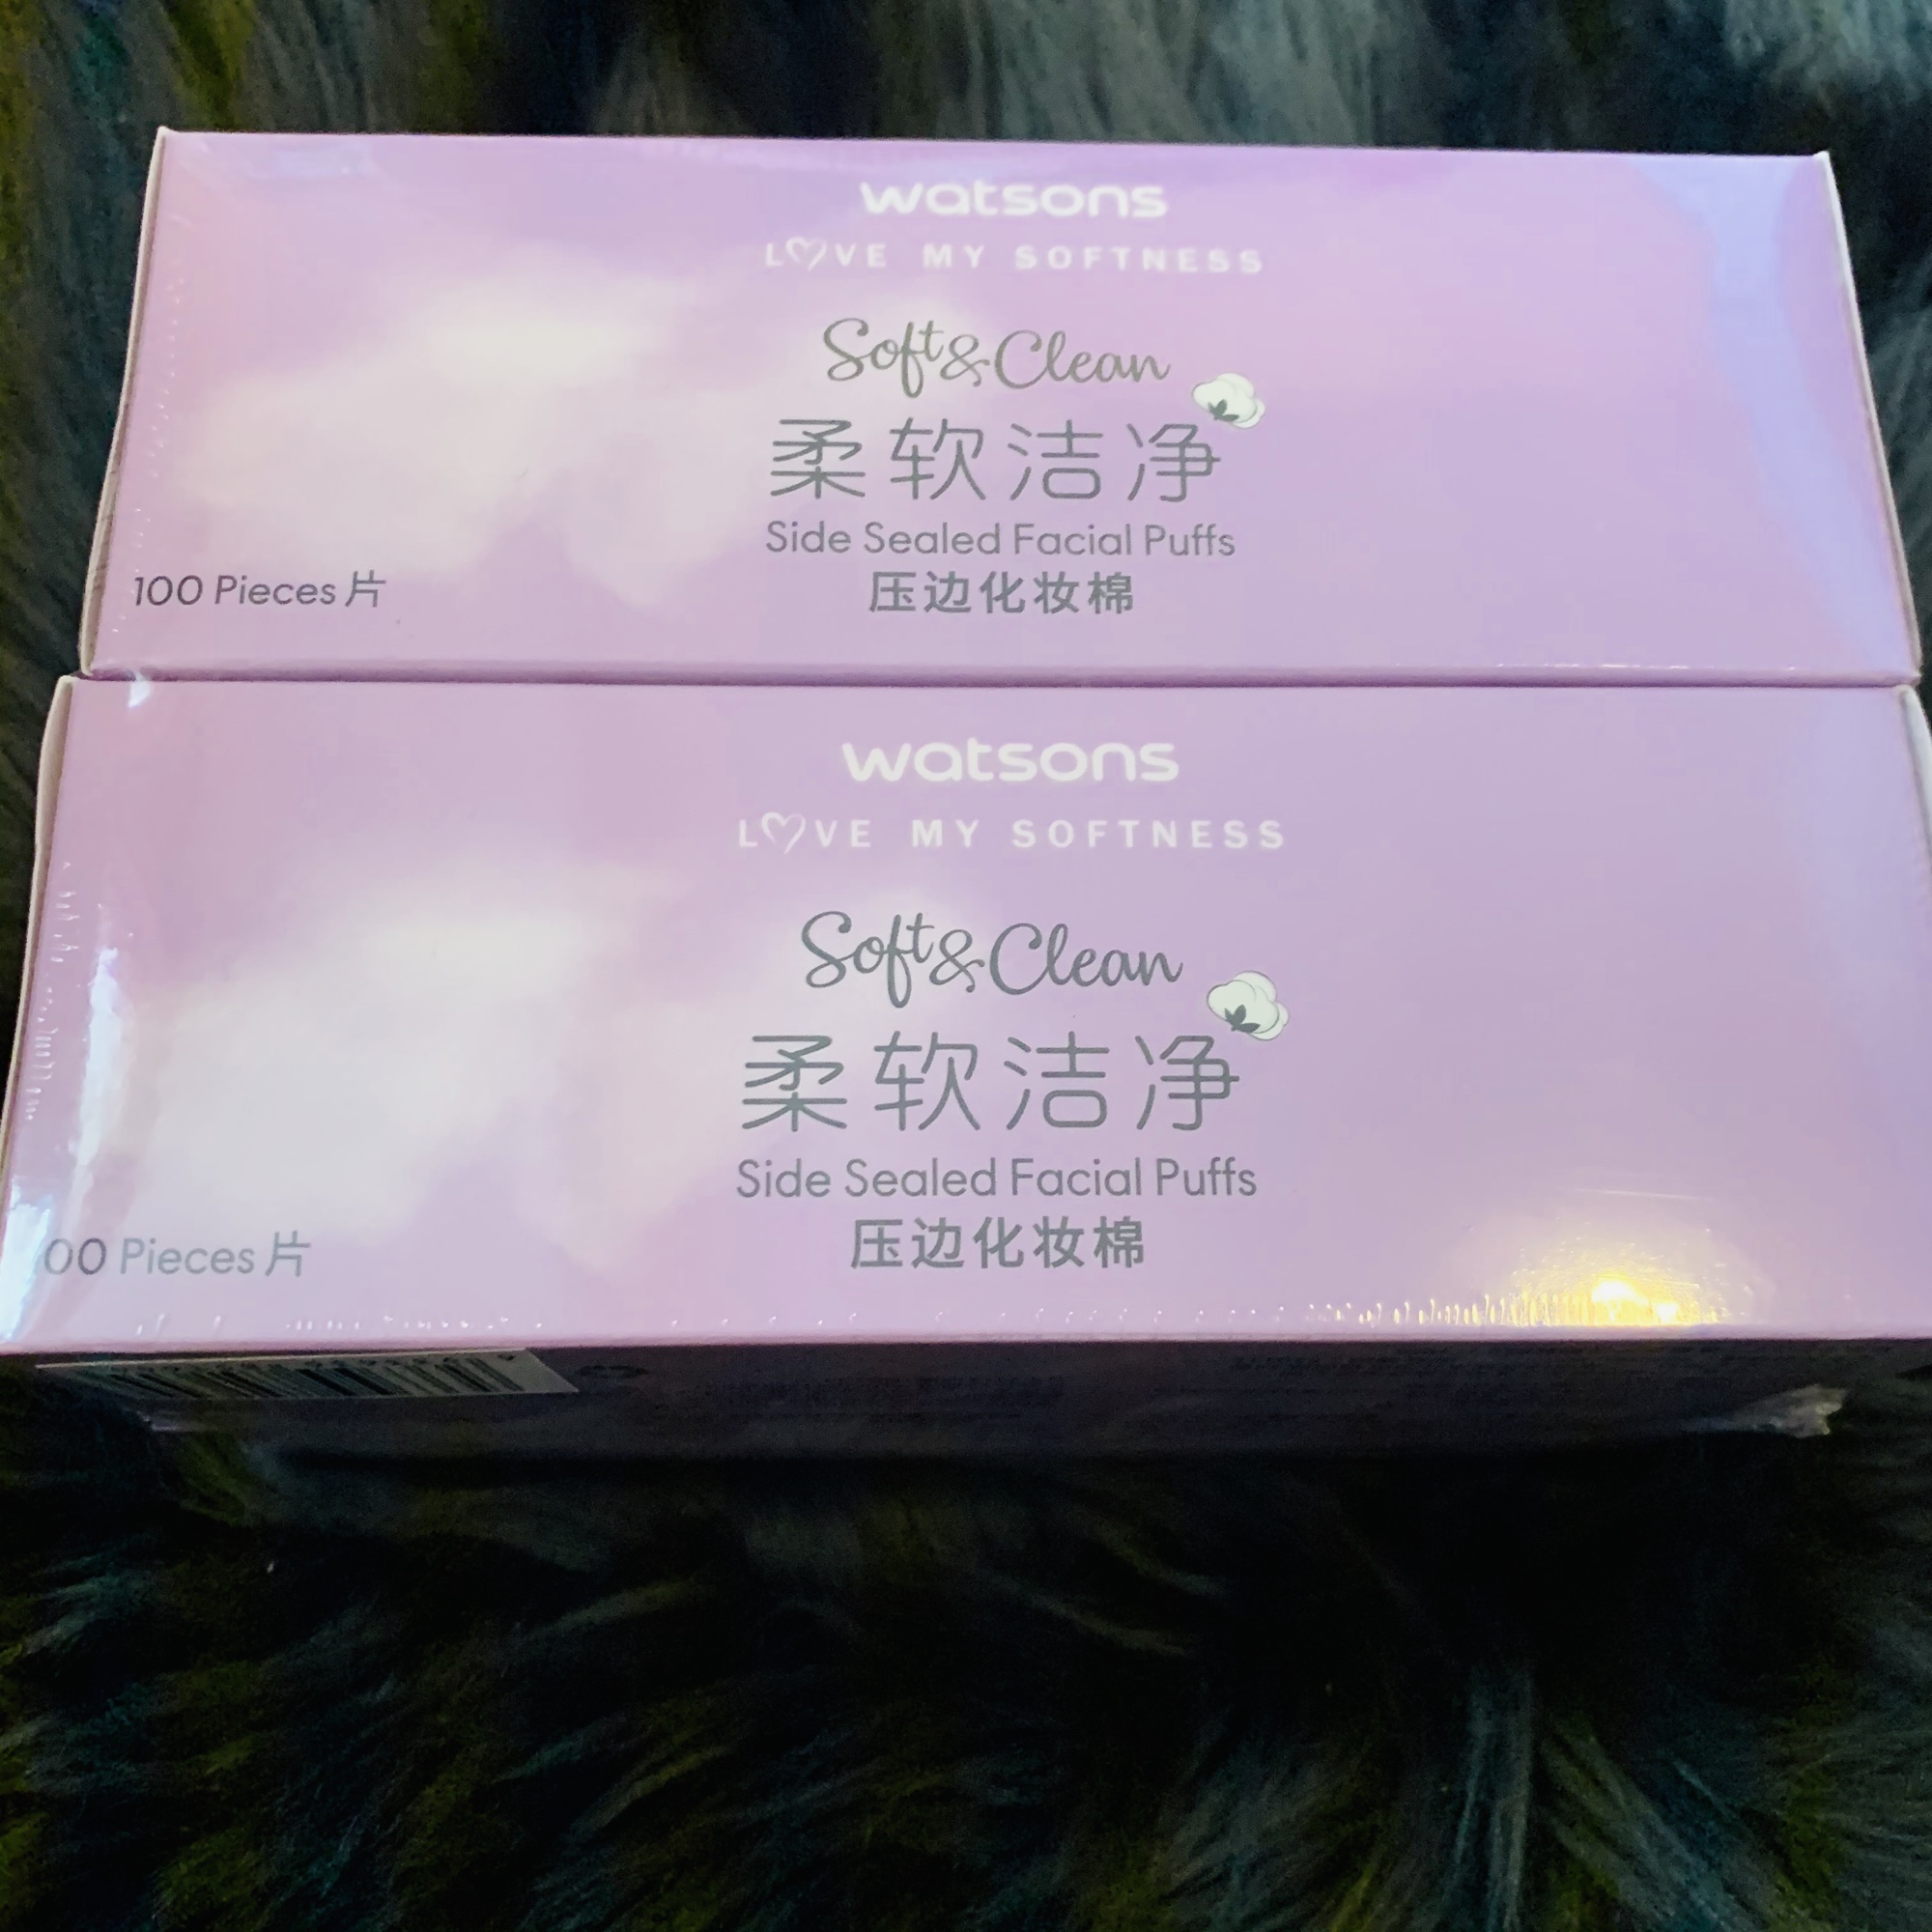 watsons
LOVE MY SOFTNESS
Soft&Clean
柔软洁净
Side Sealed Facial Puffs
压边化妆棉
100 Pieces 片
watsons
LOVE MY SOFTNESS
Soft&Clean
柔软洁净
Side Sealed Facial Puffs
压边化妆棉
00 Pieces 片